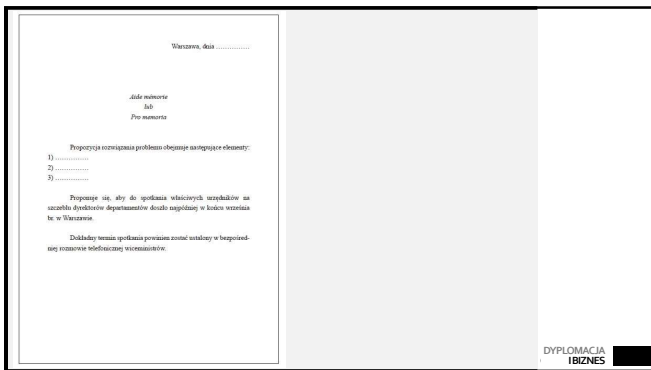 Warszawa, dnia ……………
Aide mémoire
lub
Pro memoria
Propozycja rozwiązania problemu obejmuje następujące elementy:
1) ……………
2) ……………
3) ……………
Proponuje się, aby do spotkania właściwych urzędników na
szczeblu dyrektorów departamentów doszło najpóźniej w końcu września
br. w Warszawie.
Dokładny termin spotkania powinien zostać ustalony w bezpośred-
niej rozmowie telefonicznej wiceministrów.
DYPLOMACJA
I BIZNES